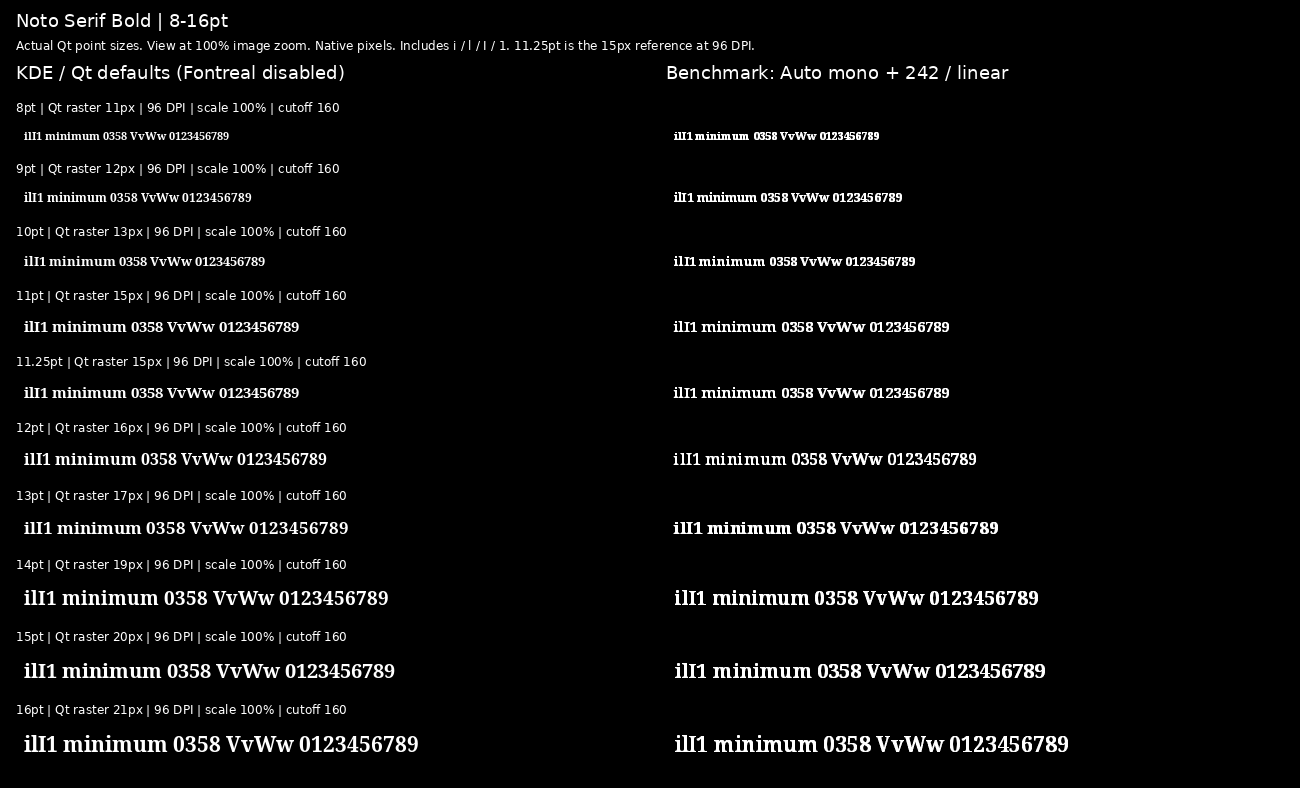 Noto Serif Bold | 8-16pt
Actual Qt point sizes. View at 100% image zoom. Native pixels. Includes i / l / I / 1. 11.25pt is the 15px reference at 96 DPI.
KDE / Qt defaults (Fontreal disabled)
Benchmark: Auto mono + 242 / linear
8pt | Qt raster 11px | 96 DPI | scale 100% | cutoff 160
ilI1 minimum 0358 VvWw 0123456789
ilI1 minimum 0358 VvWw 0123456789
9pt | Qt raster 12px | 96 DPI | scale 100% | cutoff 160
ilI1 minimum 0358 VvWw 0123456789
ilI1 minimum 0358 VvWw 0123456789
10pt | Qt raster 13px | 96 DPI | scale 100% | cutoff 160
ilI1 minimum 0358 VvWw 0123456789
ilI1 minimum 0358 VvWw 0123456789
11pt | Qt raster 15px | 96 DPI | scale 100% | cutoff 160
ilI1 minimum 0358 VvWw 0123456789
ilI1 minimum 0358 VvWw 0123456789
11.25pt | Qt raster 15px | 96 DPI | scale 100% | cutoff 160
ilI1 minimum 0358 VvWw 0123456789
ilI1 minimum 0358 VvWw 0123456789
12pt | Qt raster 16px | 96 DPI | scale 100% | cutoff 160
ilI1 minimum 0358 VvWw 0123456789
ilI1 minimum 0358 VvWw 0123456789
13pt | Qt raster 17px | 96 DPI | scale 100% | cutoff 160
ilI1 minimum 0358 VvWw 0123456789
ilI1 minimum 0358 VvWw 0123456789
14pt | Qt raster 19px | 96 DPI | scale 100% | cutoff 160
ilI1 minimum 0358 VvWw 0123456789
ilI1 minimum 0358 VvWw 0123456789
15pt | Qt raster 20px | 96 DPI | scale 100% | cutoff 160
ilI1 minimum 0358 VvWw 0123456789
ilI1 minimum 0358 VvWw 0123456789
16pt | Qt raster 21px | 96 DPI | scale 100% | cutoff 160
ilI1 minimum 0358 VvWw 0123456789
ilI1 minimum 0358 VvWw 0123456789